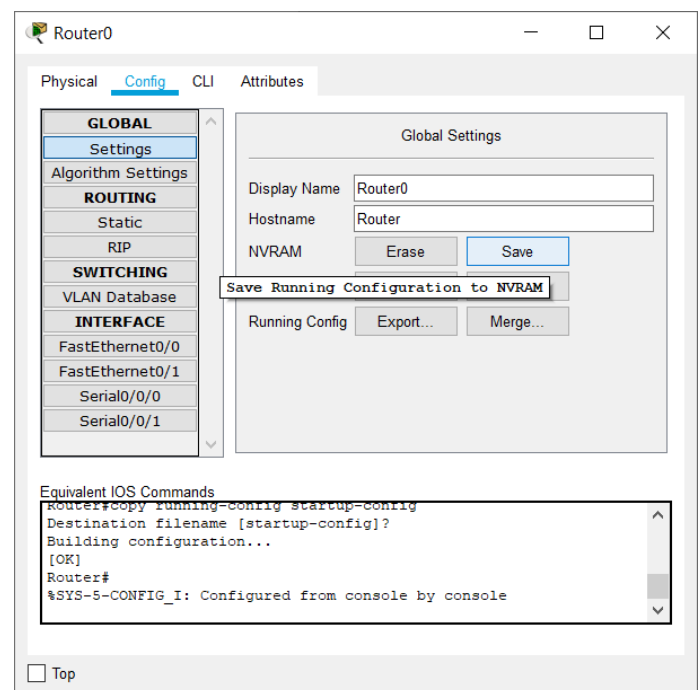 Router0
Physical Config CLI Attributes
GLOBAL
Settings
Algorithm Settings
ROUTING
Static
RIP
SWITCHING
VLAN Database
INTERFACE
FastEthernet0/0
FastEthernet0/1
Serial0/0/0
Serial0/0/1
Global Settings
Display Name Router0
Hostname Router
NVRAM Erase Save
Save Running Configuration to NVRAM
Running Config Export... Merge...
Equivalent IOS Commands
Router#copy running-config startup-config
Destination filename [startup-config]?
Building configuration...
[OK]
Router#
%SYS-5-CONFIG_I: Configured from console by console
Top